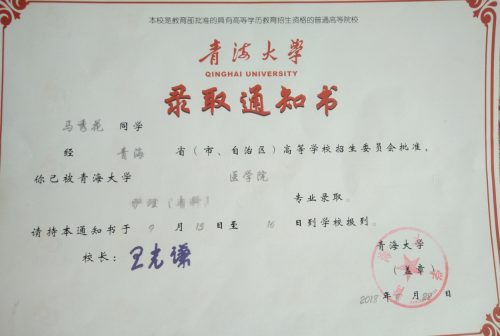 本校是教育部批准的具有高等学历教育招生资格的普通高等院校
青海大学
QINGHAI UNIVERSITY
录取通知书
马秀花 同学
经 青海 省(市、自治区)高等学校招生委员会批准,
你已被青海大学 医学院
护理(专科) 专业录取。
请持本通知书于 9 月 15 日至 16 日到学校报到。
校长:王光谦
青海大学
(盖章)
年 月 日